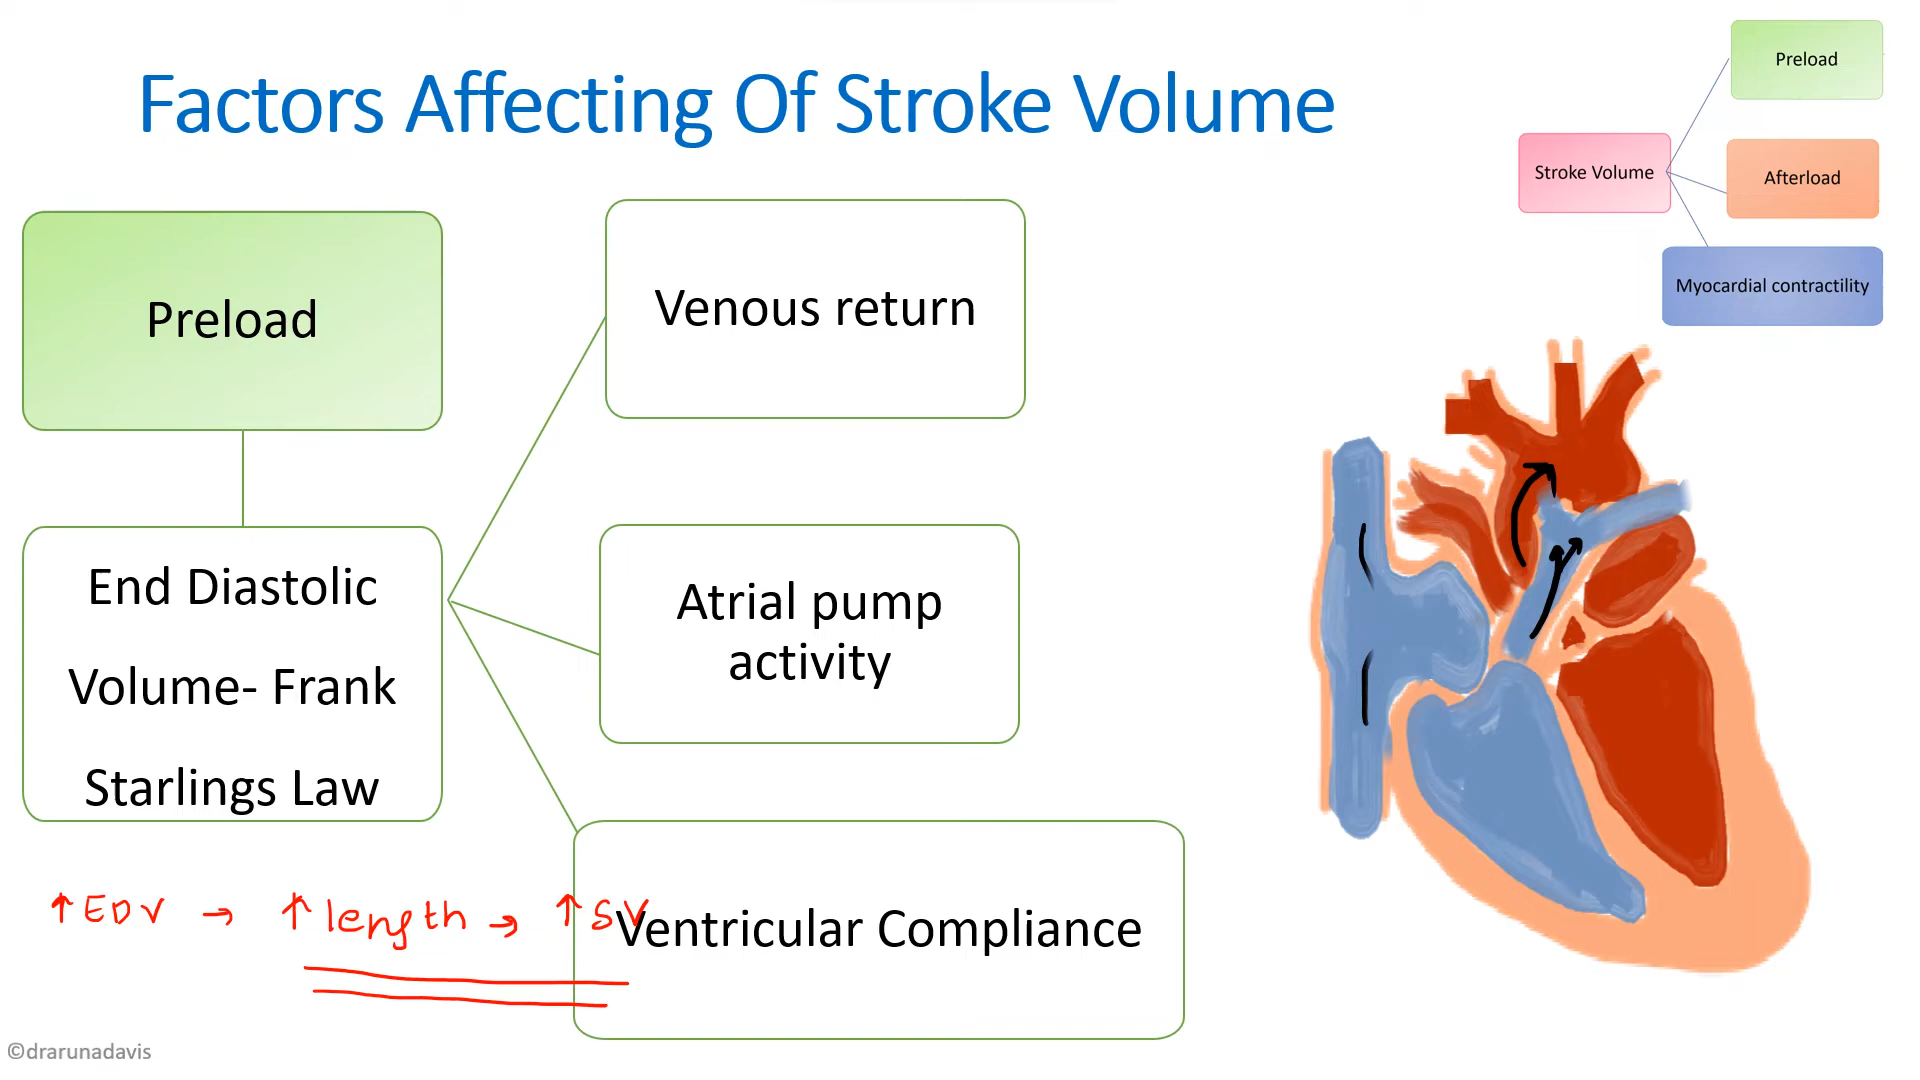 Factors Affecting Of Stroke Volume
Preload
Stroke Volume
Afterload
Myocardial contractility
Preload
End Diastolic
Volume- Frank
Starlings Law
Venous return
Atrial pump
activity
Ventricular Compliance
↑ EDV → ↑ length → ↑ SV
©drarunadavis